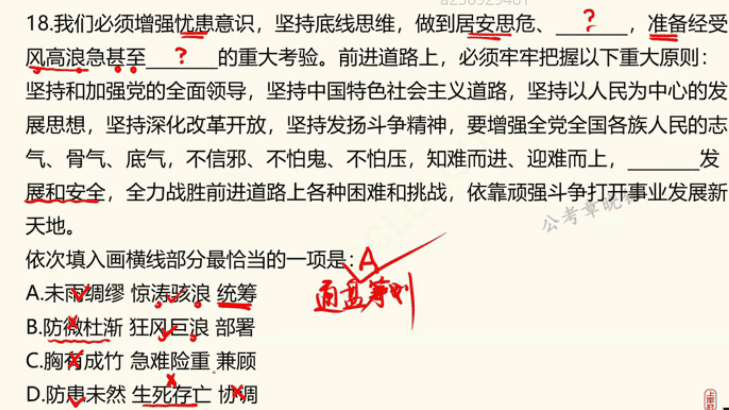 18.我们必须增强忧患意识，坚持底线思维，做到居安思危、______？，准备经受
风高浪急甚至______？的重大考验。前进道路上，必须牢牢把握以下重大原则：
坚持和加强党的全面领导，坚持中国特色社会主义道路，坚持以人民为中心的发
展思想，坚持深化改革开放，坚持发扬斗争精神，要增强全党全国各族人民的志
气、骨气、底气，不信邪、不怕鬼、不怕压，知难而进、迎难而上，______发
展和安全，全力战胜前进道路上各种困难和挑战，依靠顽强斗争打开事业发展新
天地。
公考章晓
依次填入画横线部分最恰当的一项是：A
A.未雨绸缪 惊涛骇浪 统筹
通盘筹划
B.防微杜渐 狂风巨浪 部署
C.胸有成竹 急难险重 兼顾
D.防患未然 生死存亡 协调